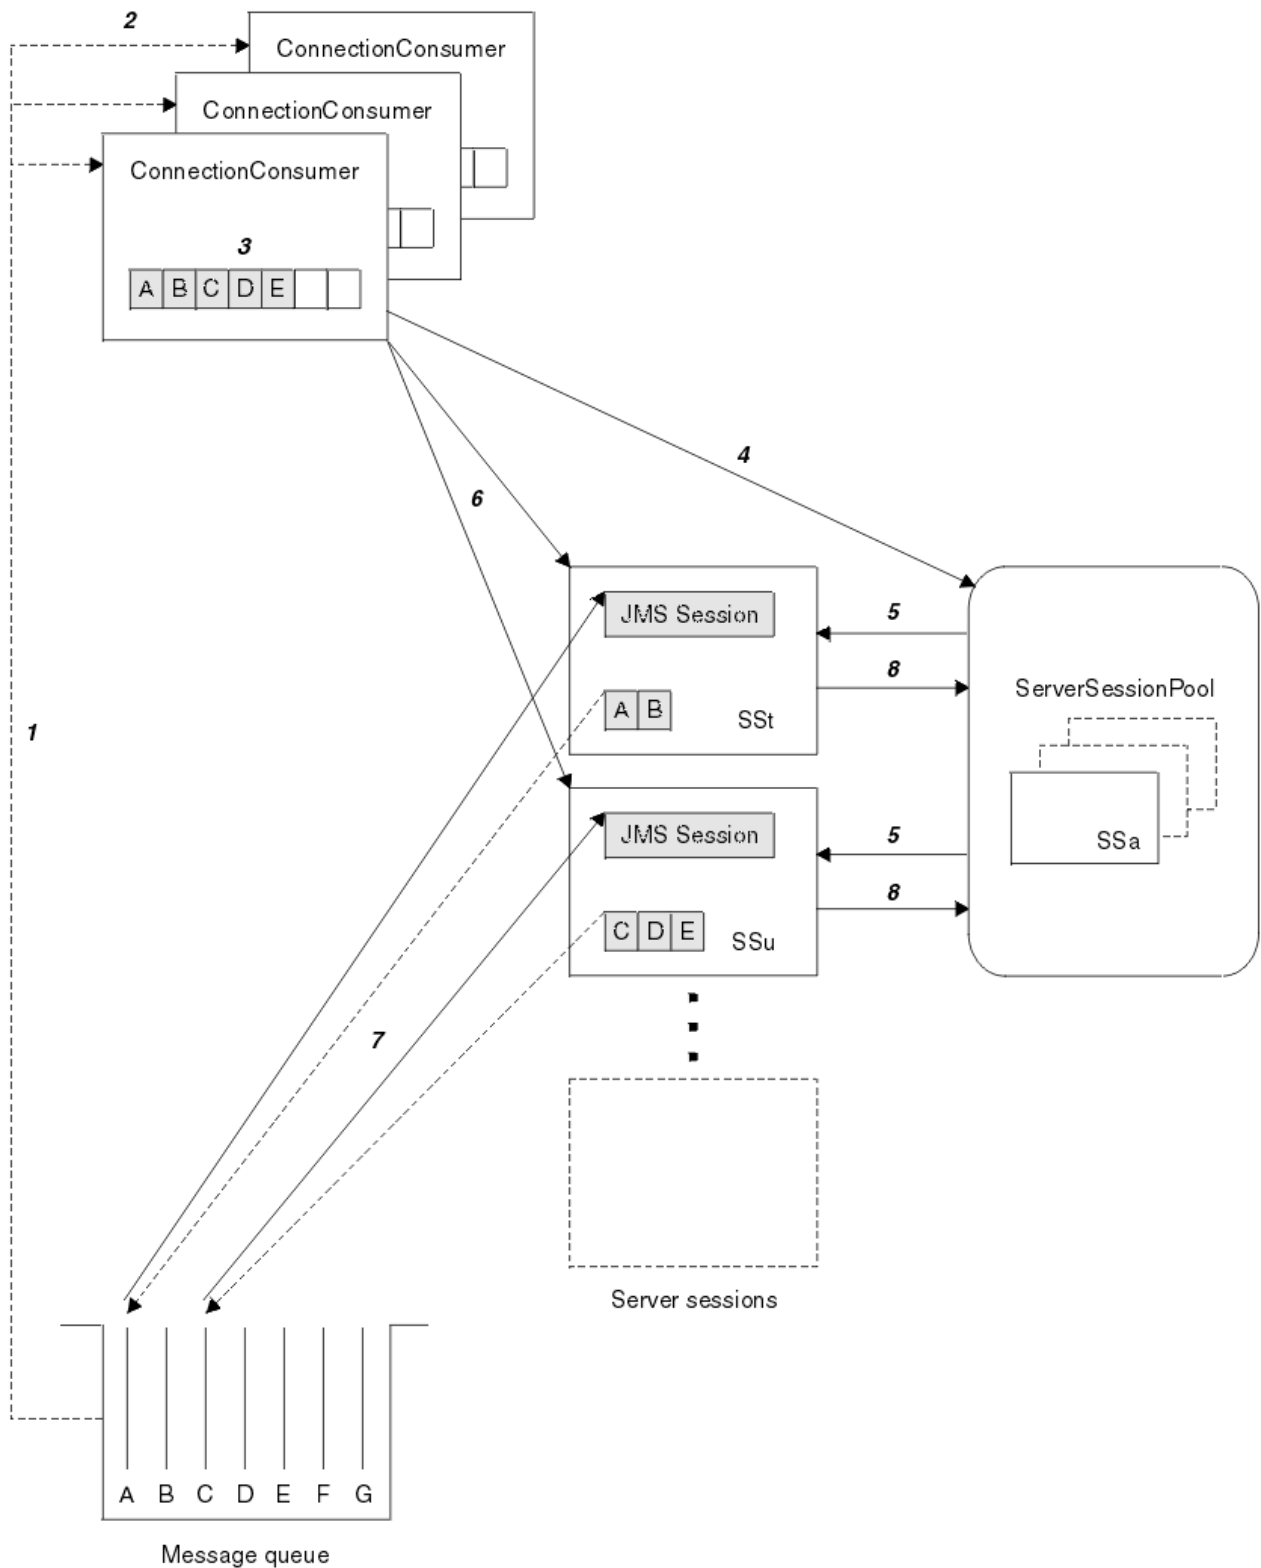 2
ConnectionConsumer
ConnectionConsumer
ConnectionConsumer
3
A B C D E
4
6
JMS Session
5
8
A B
SSt
ServerSessionPool
1
JMS Session
5
SSa
8
C D E
SSu
7
Server sessions
A B C D E F G
Message queue